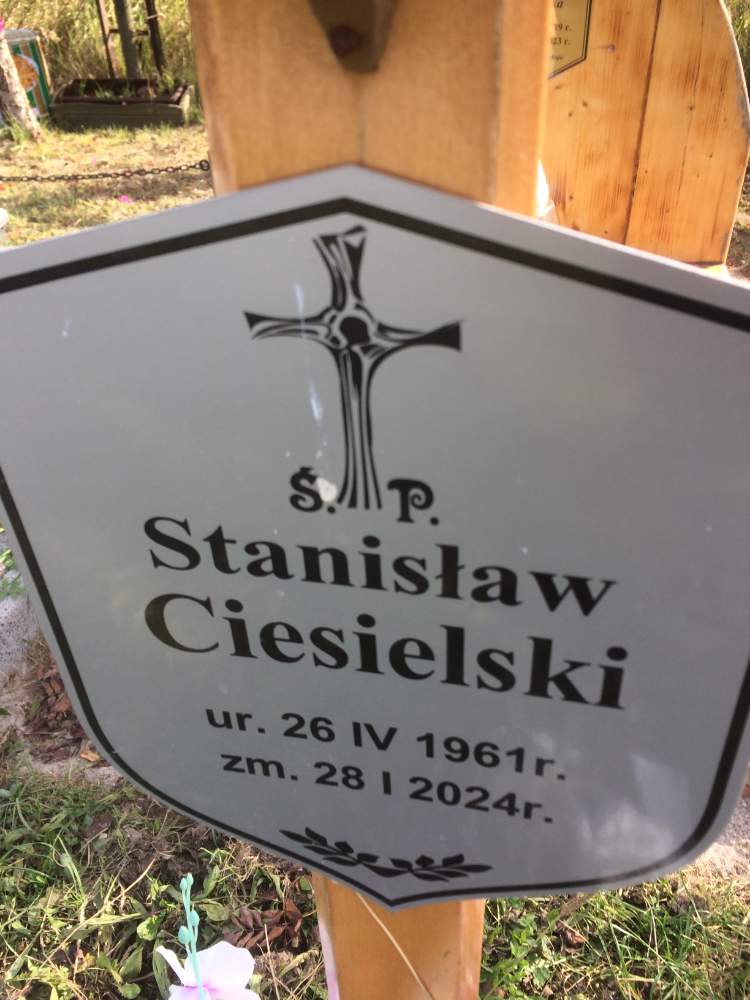 Ś. P.
Stanisław
Ciesielski
ur. 26 IV 1961r.
zm. 28 I 2024r.